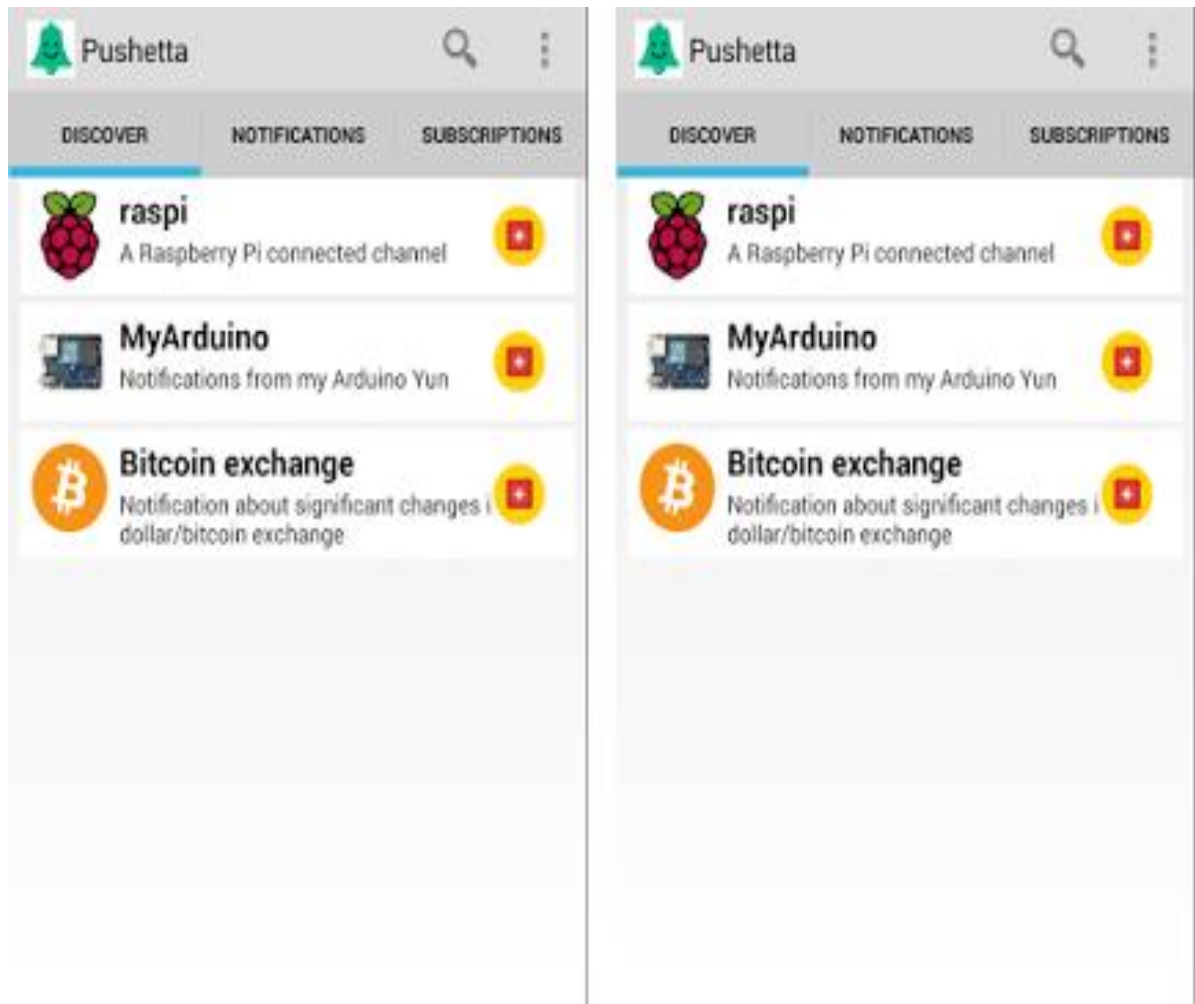 Pushetta
DISCOVER NOTIFICATIONS SUBSCRIPTIONS
raspi
A Raspberry Pi connected channel
MyArduino
Notifications from my Arduino Yun
Bitcoin exchange
Notification about significant changes i
dollar/bitcoin exchange
Pushetta
DISCOVER NOTIFICATIONS SUBSCRIPTIONS
raspi
A Raspberry Pi connected channel
MyArduino
Notifications from my Arduino Yun
Bitcoin exchange
Notification about significant changes i
dollar/bitcoin exchange